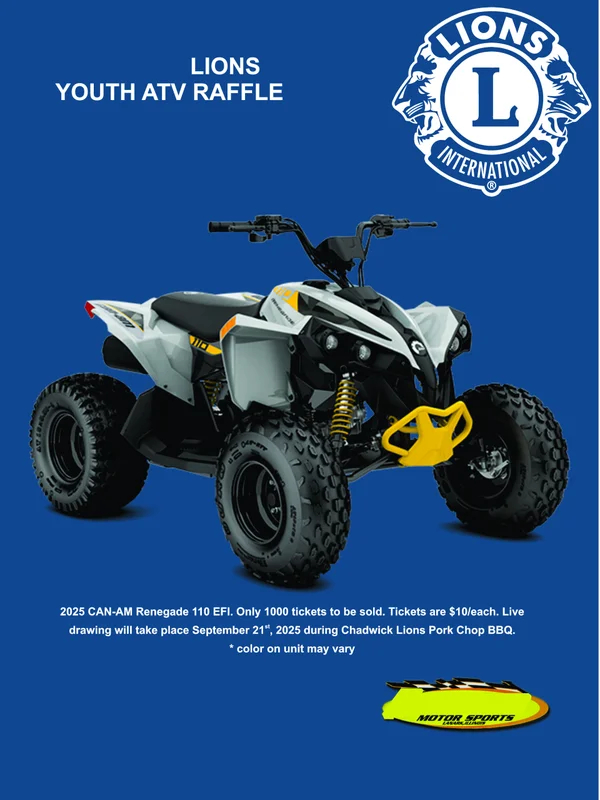 LIONS
YOUTH ATV RAFFLE
LIONS
L
INTERNATIONAL
®
110
2025 CAN-AM Renegade 110 EFI. Only 1000 tickets to be sold. Tickets are $10/each. Live
drawing will take place September 21st, 2025 during Chadwick Lions Pork Chop BBQ.
* color on unit may vary
MOTOR SPORTS
LANARK, ILLINOIS